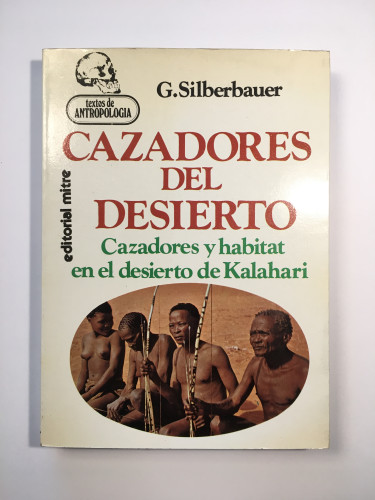 G.Silberbauer
textos de
ANTROPOLOGIA
CAZADORES
DEL
DESIERTO
editorial mitre
Cazadores y habitat
en el desierto de Kalahari